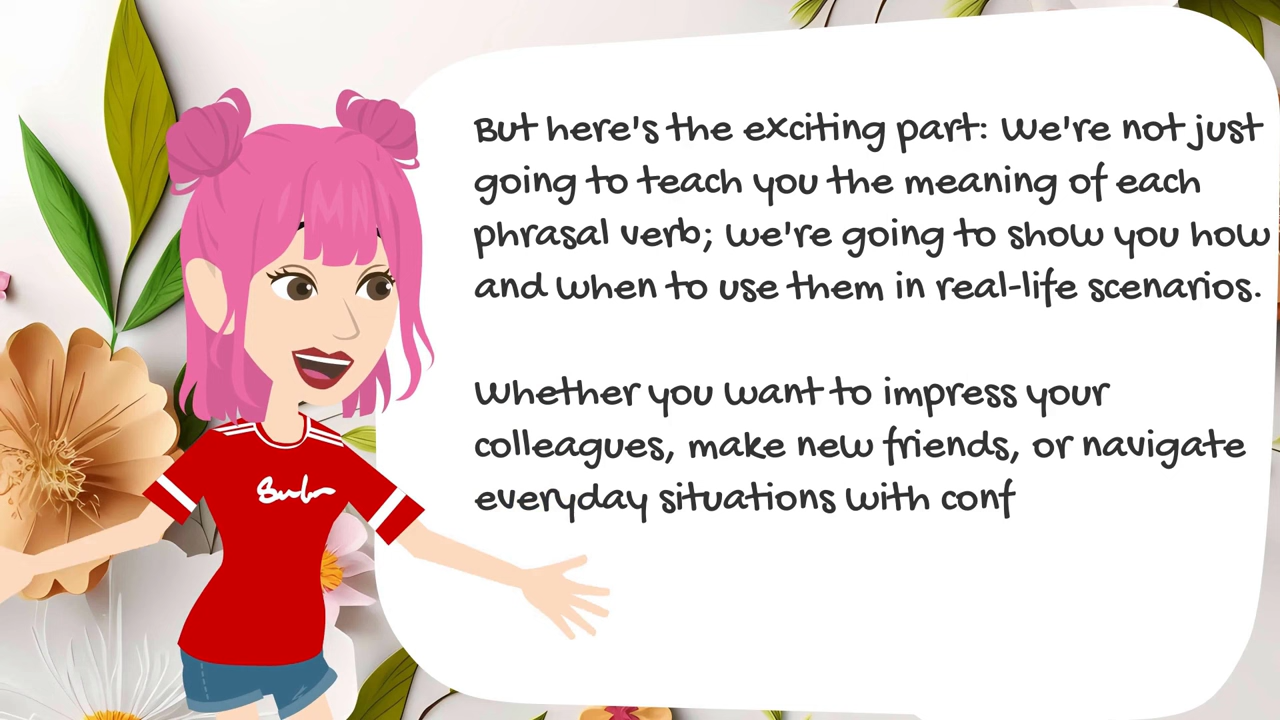 But here's the exciting part: We're not just
going to teach you the meaning of each
phrasal verb; we're going to show you how
and when to use them in real-life scenarios.
Whether you want to impress your
colleagues, make new friends, or navigate
everyday situations with conf